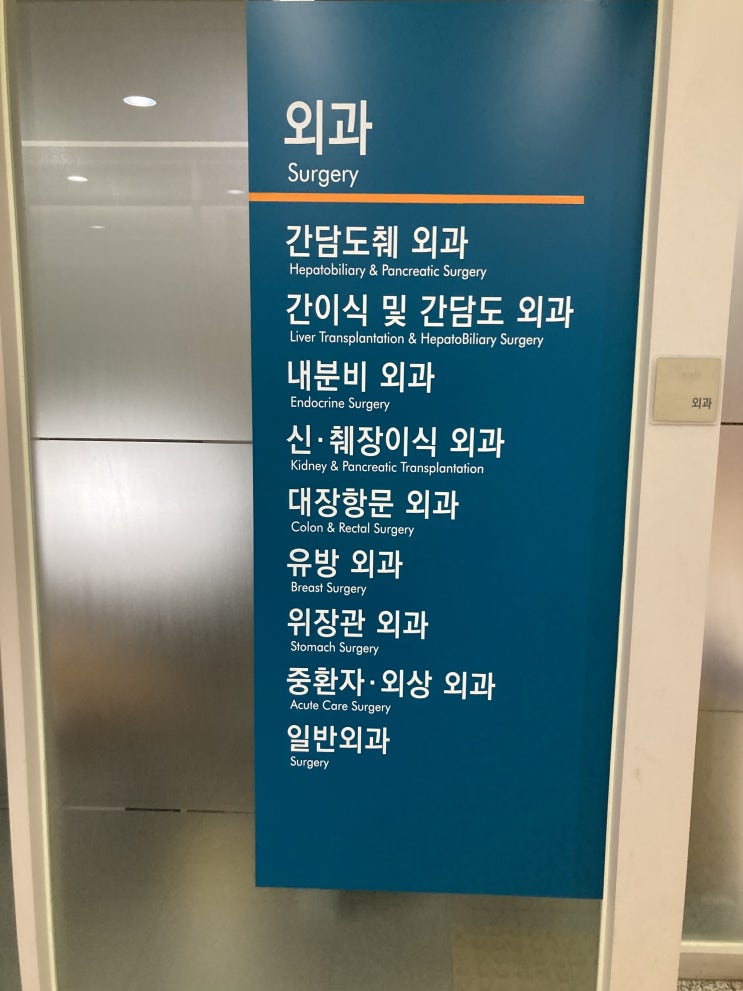 외과
Surgery
간담도췌 외과
Hepatobiliary & Pancreatic Surgery
간이식 및 간담도 외과
Liver Transplantation & HepatoBiliary Surgery
내분비 외과
Endocrine Surgery
신·췌장이식 외과
Kidney & Pancreatic Transplantation
대장항문 외과
Colon & Rectal Surgery
유방 외과
Breast Surgery
위장관 외과
Stomach Surgery
중환자·외상 외과
Acute Care Surgery
일반외과
Surgery
외과